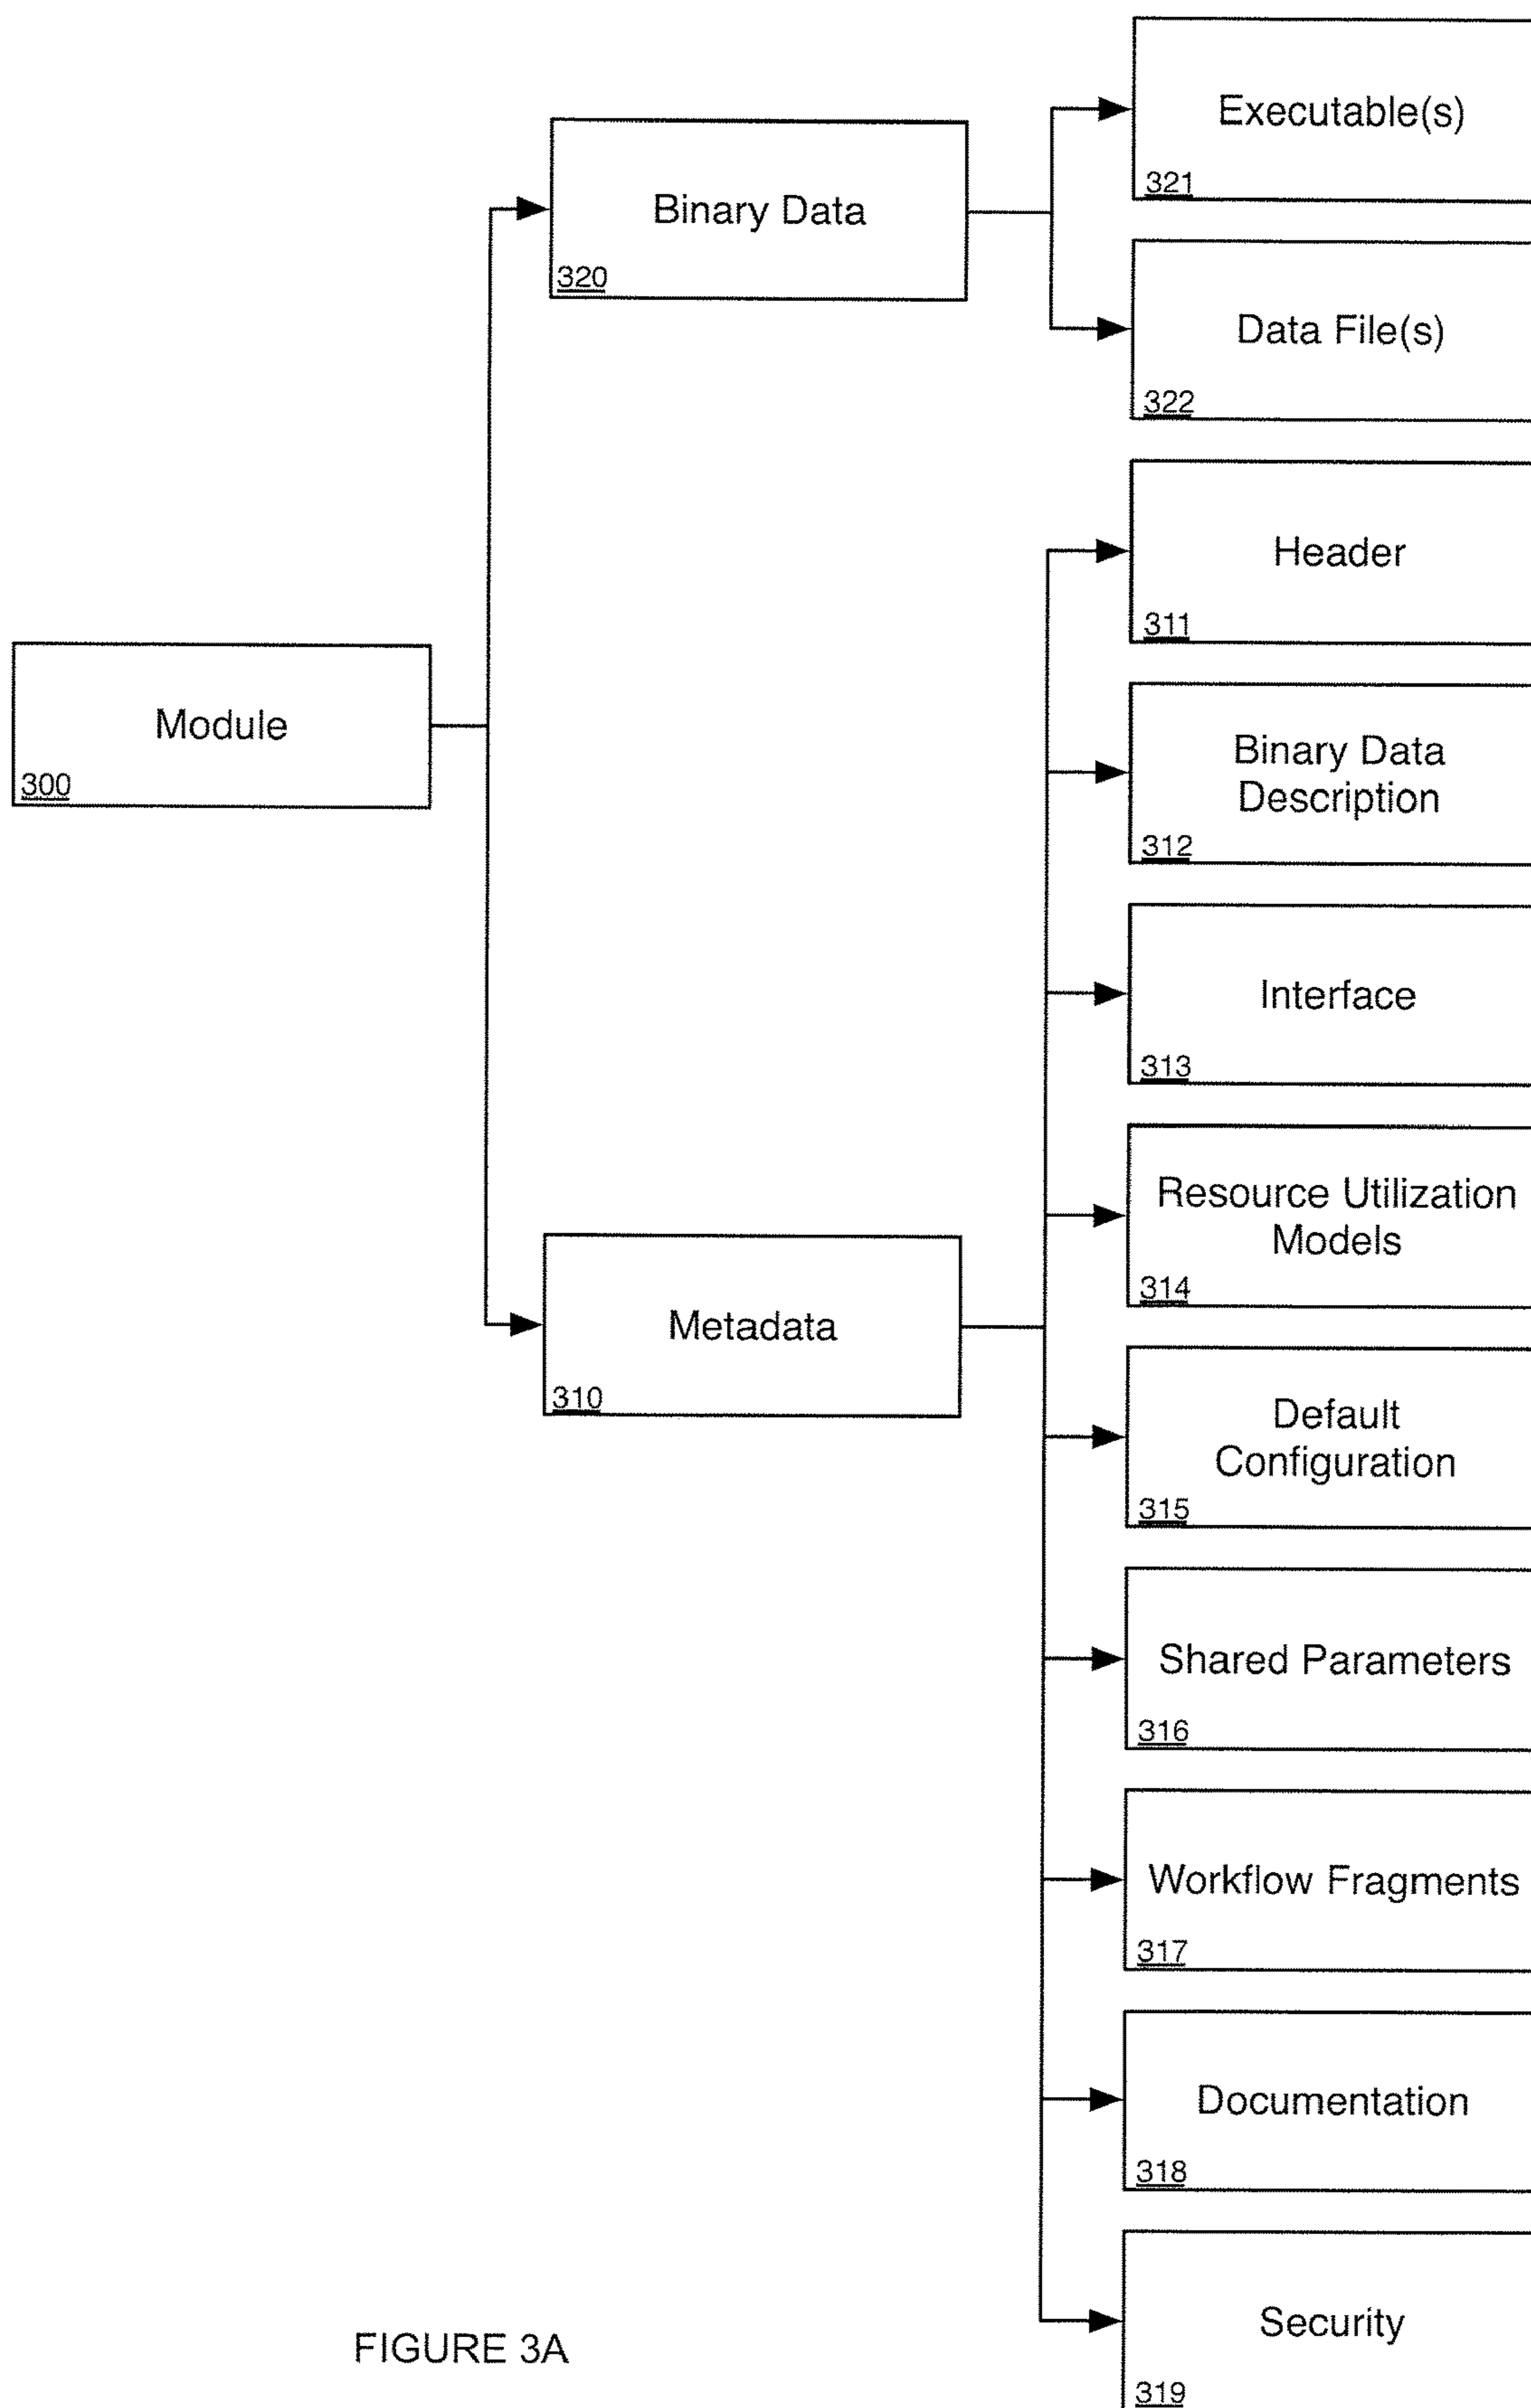 Executable(s)
321
Binary Data
320
Data File(s)
322
Header
311
Module
300
Binary Data
Description
312
Interface
313
Resource Utilization
Models
314
Metadata
310
Default
Configuration
315
Shared Parameters
316
Workflow Fragments
317
Documentation
318
Security
319
FIGURE 3A